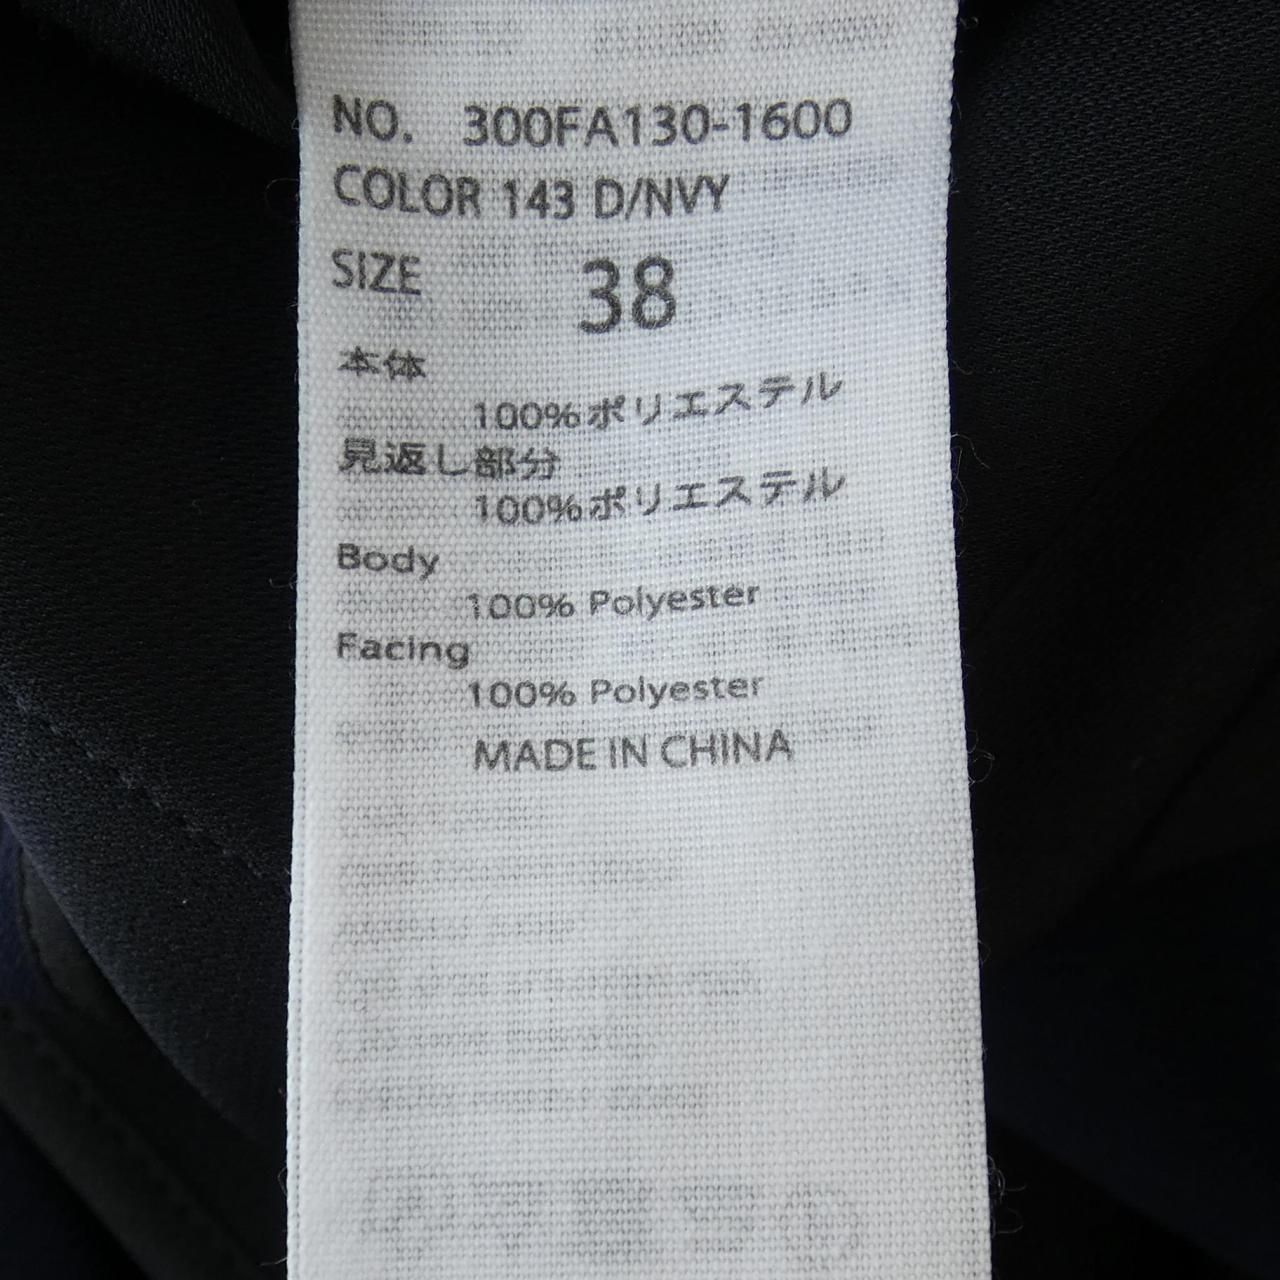 NO. 300FA130-1600
COLOR 143 D/NVY
SIZE 38
本体
100%ポリエステル
見返し部分
100%ポリエステル
Body
100% Polyester
Facing
100% Polyester
MADE IN CHINA